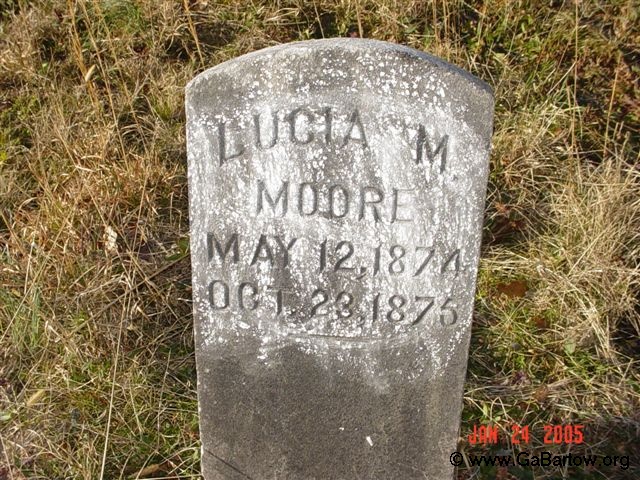 LUCIA M.
MOORE
MAY 12, 1874
OCT. 23, 1875
JAN 24 2005
© www.GaBartow.org